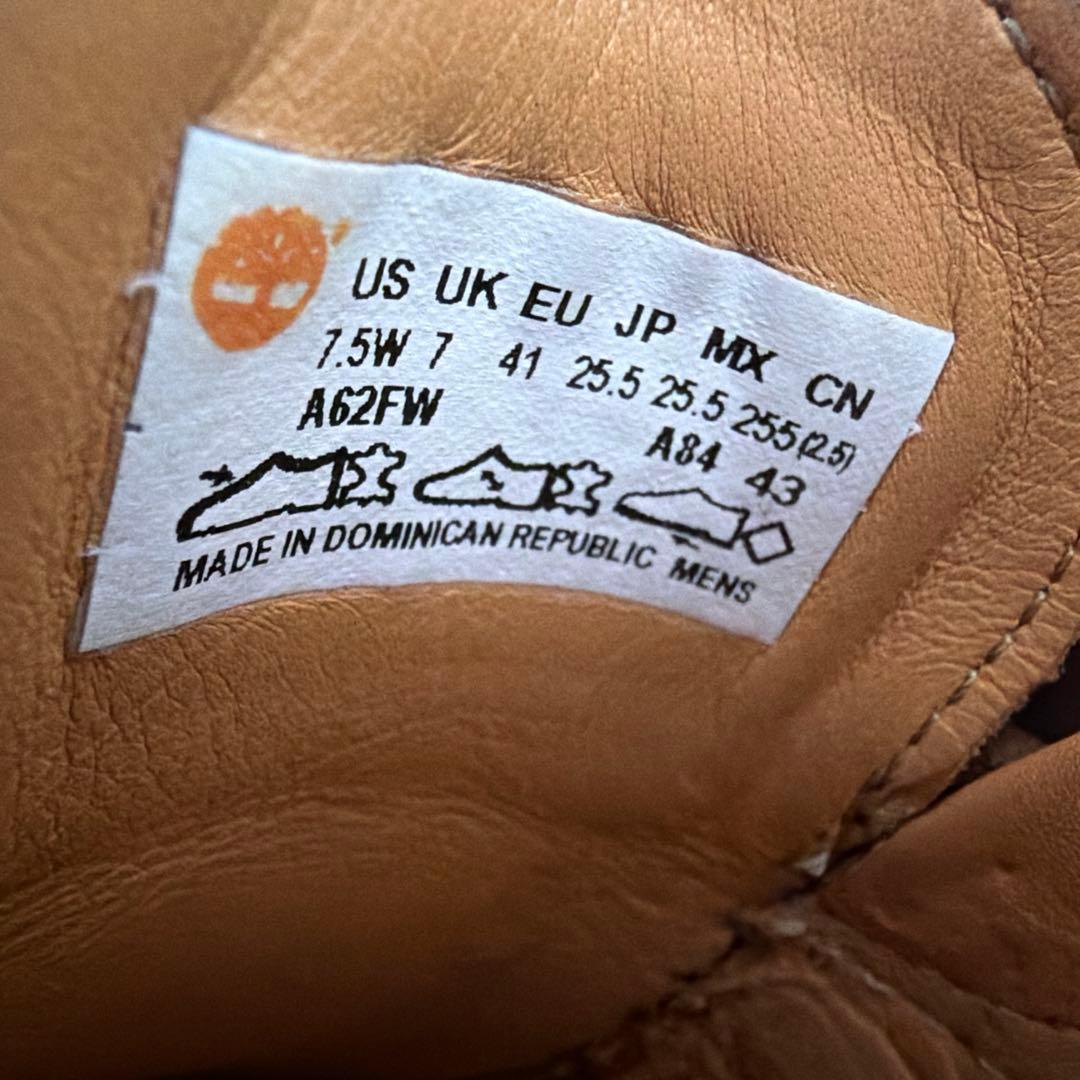 US UK EU JP MX CN
7.5W 7 41 25.5 25.5 255(2.5)
A62FW A84 43
MADE IN DOMINICAN REPUBLIC MENS